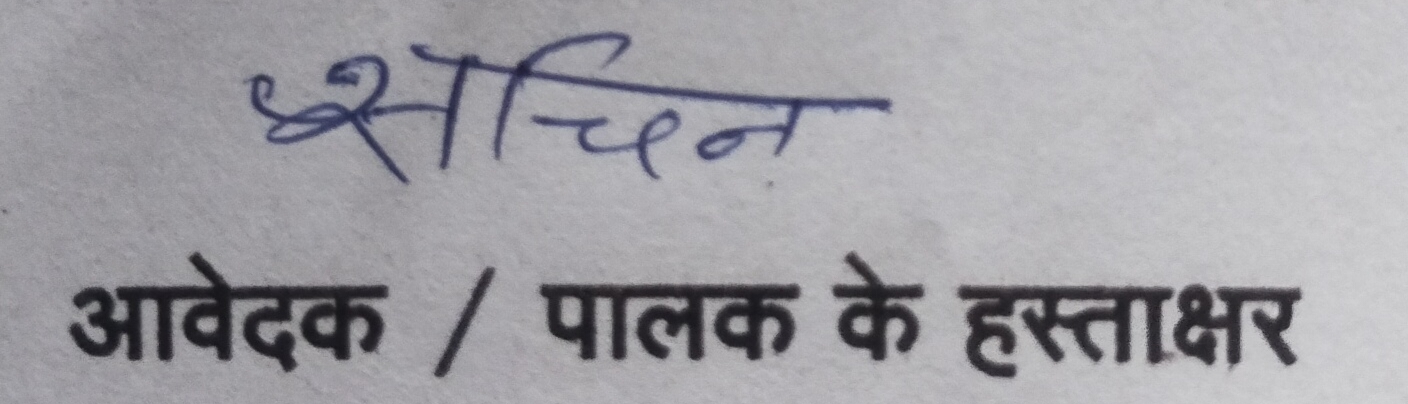 सचिन
आवेदक / पालक के हस्ताक्षर